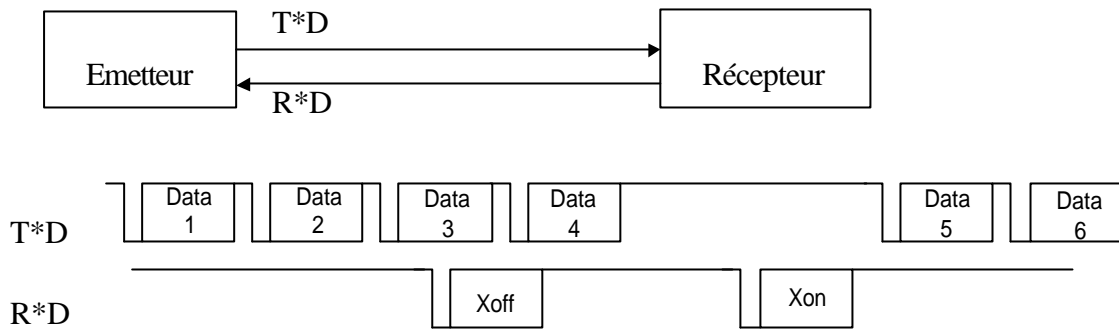 T*D
Emetteur
Récepteur
R*D
T*D
Data 1
Data 2
Data 3
Data 4
Data 5
Data 6
R*D
Xoff
Xon